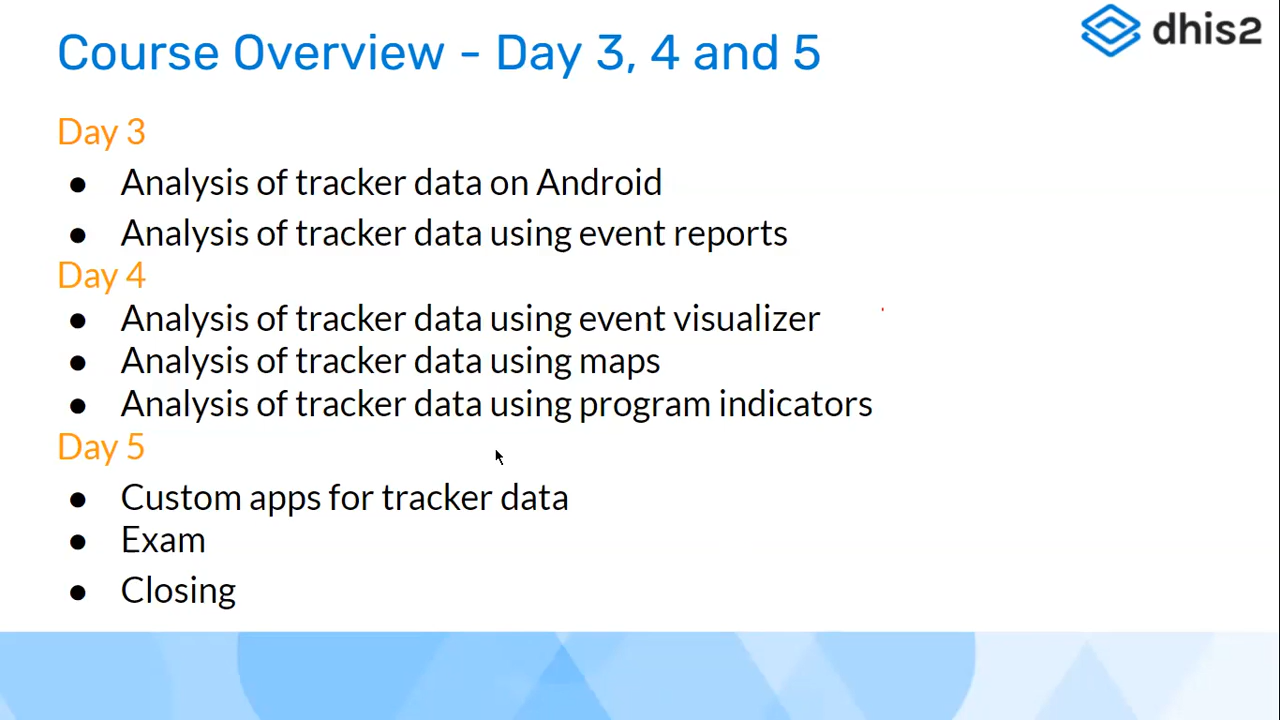 Course Overview - Day 3, 4 and 5
dhis2
Day 3
● Analysis of tracker data on Android
● Analysis of tracker data using event reports
Day 4
● Analysis of tracker data using event visualizer
● Analysis of tracker data using maps
● Analysis of tracker data using program indicators
Day 5
● Custom apps for tracker data
● Exam
● Closing